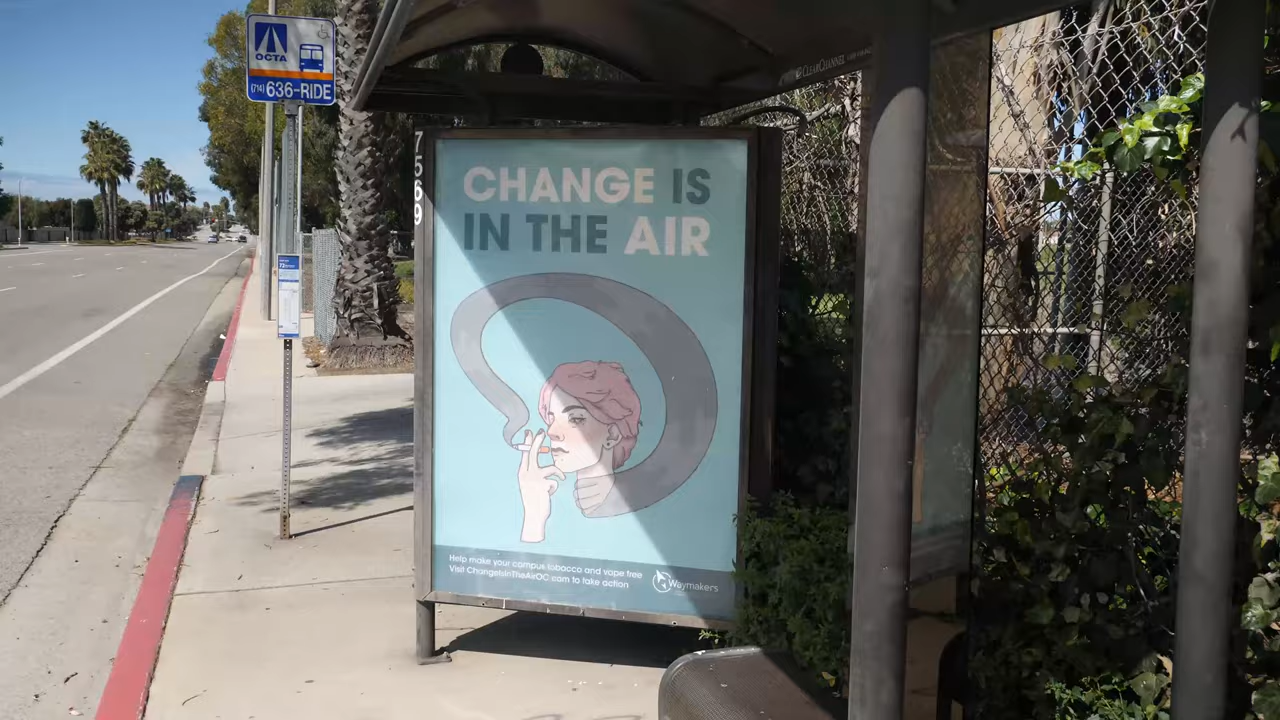 OCTA
(714) 636-RIDE
7569
CLEARCHANNEL
CHANGE IS
IN THE AIR
Help make your campus tobacco and vape free
Visit ChangeIsInTheAirOC.com to take action
Waymakers